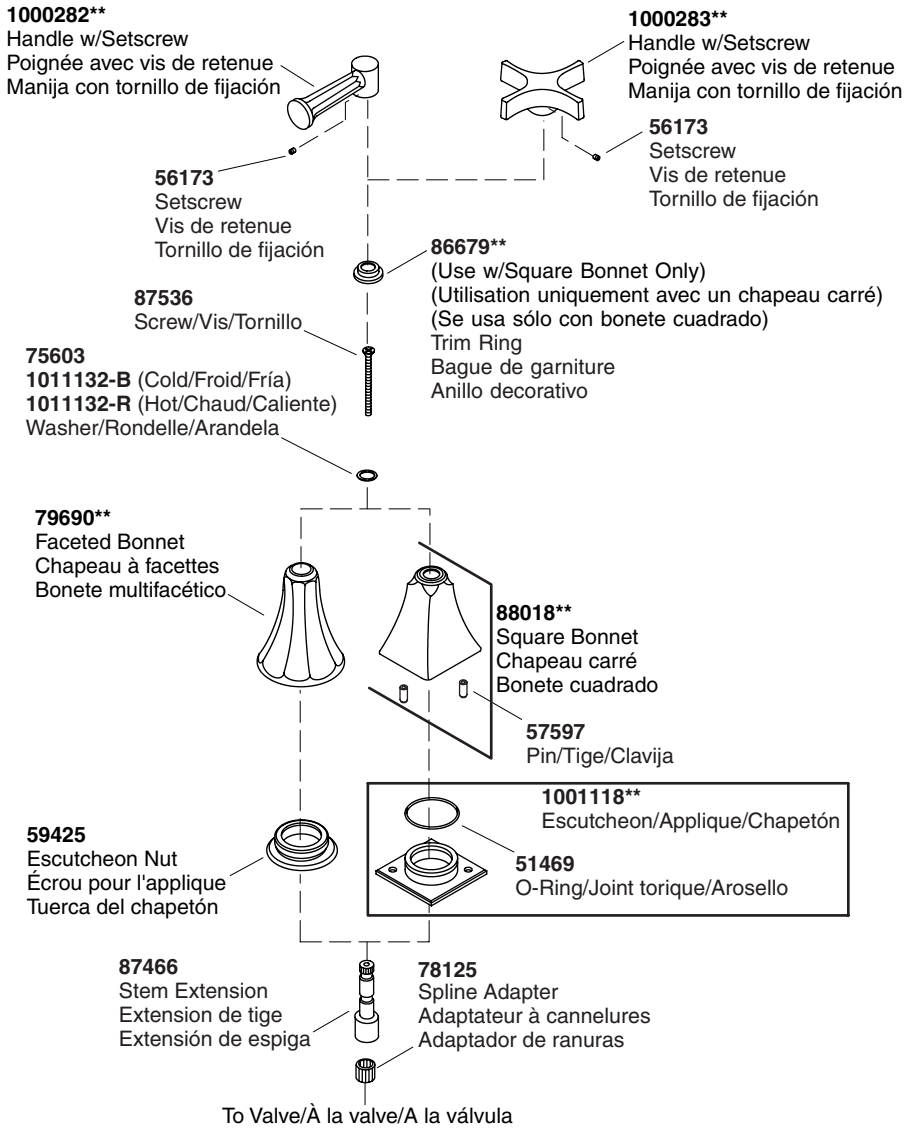 1000282**
Handle w/Setscrew
Poignée avec vis de retenue
Manija con tornillo de fijación
1000283**
Handle w/Setscrew
Poignée avec vis de retenue
Manija con tornillo de fijación
56173
Setscrew
Vis de retenue
Tornillo de fijación
56173
Setscrew
Vis de retenue
Tornillo de fijación
86679**
(Use w/Square Bonnet Only)
(Utilisation uniquement avec un chapeau carré)
(Se usa sólo con bonete cuadrado)
Trim Ring
Bague de garniture
Anillo decorativo
87536
Screw/Vis/Tornillo
75603
1011132-B (Cold/Froid/Fría)
1011132-R (Hot/Chaud/Caliente)
Washer/Rondelle/Arandela
79690**
Faceted Bonnet
Chapeau à facettes
Bonete multifacético
88018**
Square Bonnet
Chapeau carré
Bonete cuadrado
57597
Pin/Tige/Clavija
1001118**
Escutcheon/Applique/Chapetón
51469
O-Ring/Joint torique/Arosello
59425
Escutcheon Nut
Écrou pour l'applique
Tuerca del chapetón
87466
Stem Extension
Extension de tige
Extensión de espiga
78125
Spline Adapter
Adaptateur à cannelures
Adaptador de ranuras
To Valve/À la valve/A la válvula